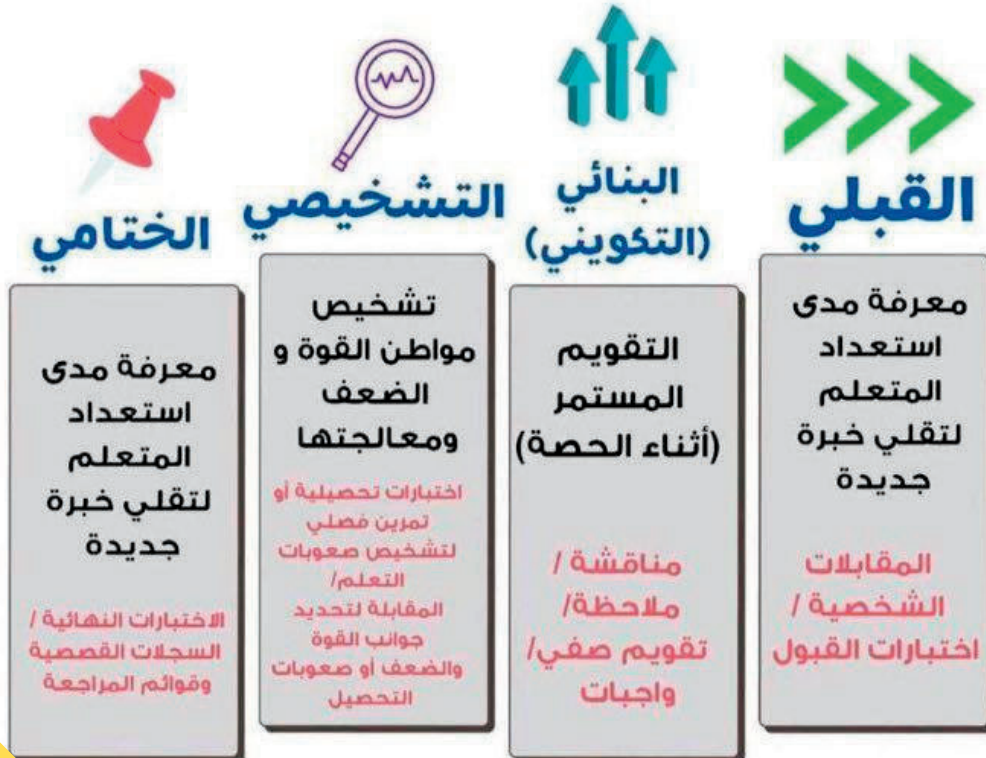 القبلي
معرفة مدى
استعداد
المتعلم
لتقلي خبرة
جديدة
المقابلات
الشخصية /
اختبارات القبول
البنائي
(التكويني)
التقويم
المستمر
(أثناء الحصة)
مناقشة /
ملاحظة/
تقويم صفي/
واجبات
التشخيصي
تشخيص
مواطن القوة و
الضعف
ومعالجتها
اختبارات تحصيلية أو
تمرين فصلي
لتشخيص صعوبات
التعلم/
المقابلة لتحديد
جوانب القوة
والضعف أو صعوبات
التحصيل
الختامي
معرفة مدى
استعداد
المتعلم
لتقلي خبرة
جديدة
الاختبارات النهائية /
السجلات القصصية
وقوائم المراجعة